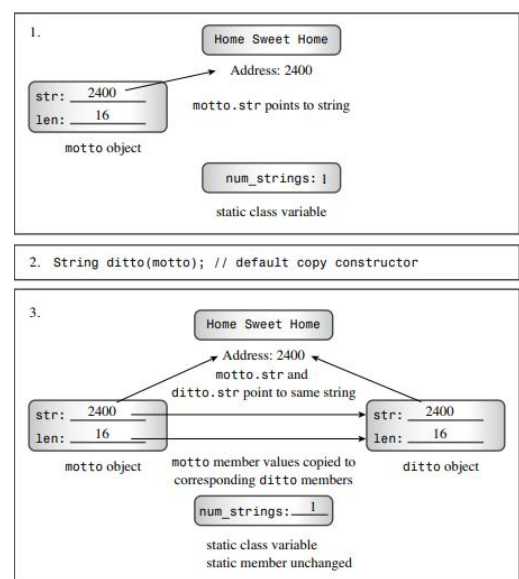 1.
Home Sweet Home
Address: 2400
str: 2400
len: 16
motto.str points to string
motto object
num_strings: 1
static class variable
2. String ditto(motto); // default copy constructor
3.
Home Sweet Home
Address: 2400
motto.str and
ditto.str point to same string
str: 2400
len: 16
motto object
str: 2400
len: 16
ditto object
motto member values copied to
corresponding ditto members
num_strings: 1
static class variable
static member unchanged